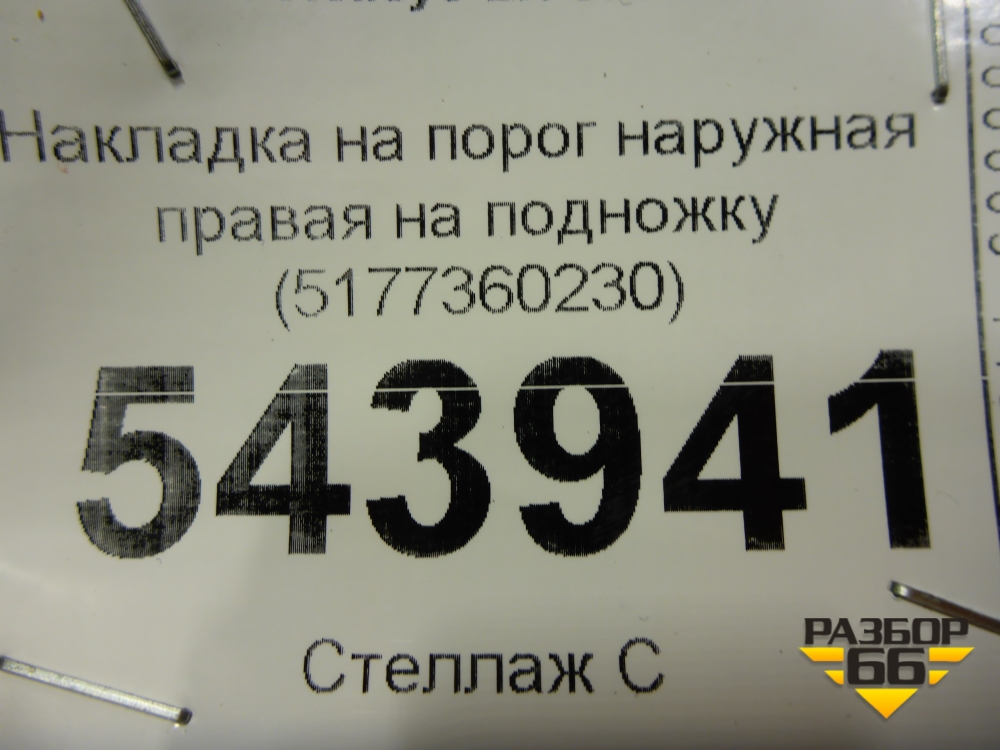 Накладка на порог наружная
правая на подножку
(5177360230)
543941
Стеллаж С
РАЗБОР
66